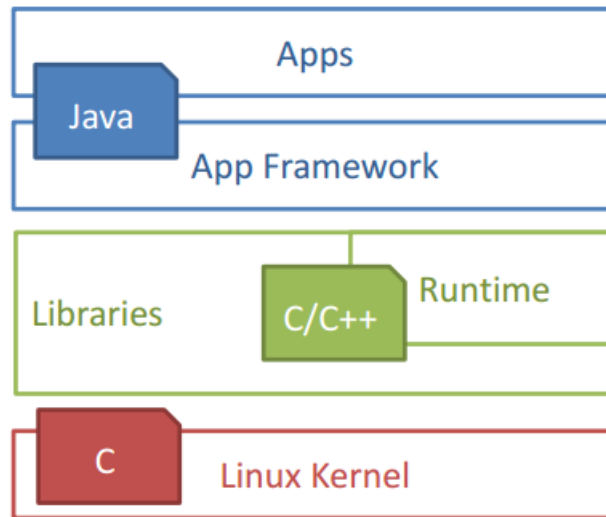 Apps
Java
App Framework
Runtime
Libraries
C/C++
C
Linux Kernel